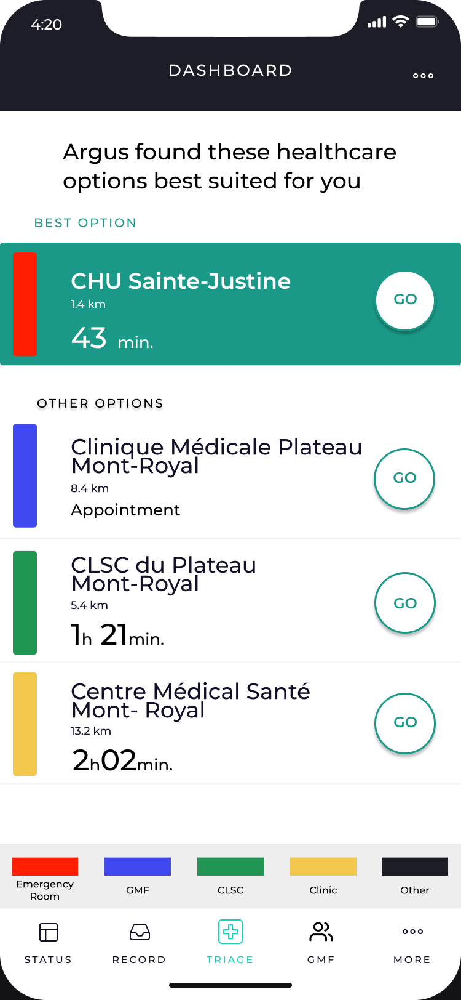 4:20
DASHBOARD
Argus found these healthcare
options best suited for you
BEST OPTION
CHU Sainte-Justine
1.4 km
43 min.
GO
OTHER OPTIONS
Clinique Médicale Plateau
Mont-Royal
8.4 km
Appointment
GO
CLSC du Plateau
Mont-Royal
5.4 km
1h 21min.
GO
Centre Médical Santé
Mont- Royal
13.2 km
2h02min.
GO
Emergency
Room
GMF
CLSC
Clinic
Other
STATUS
RECORD
TRIAGE
GMF
MORE